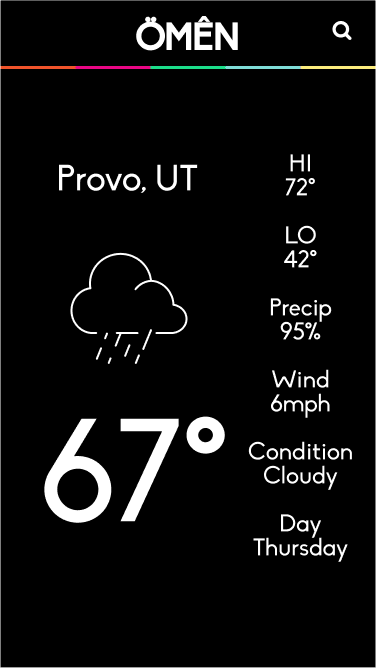 ÖMÊN
Provo, UT
67°
HI
72°
LO
42°
Precip
95%
Wind
6mph
Condition
Cloudy
Day
Thursday